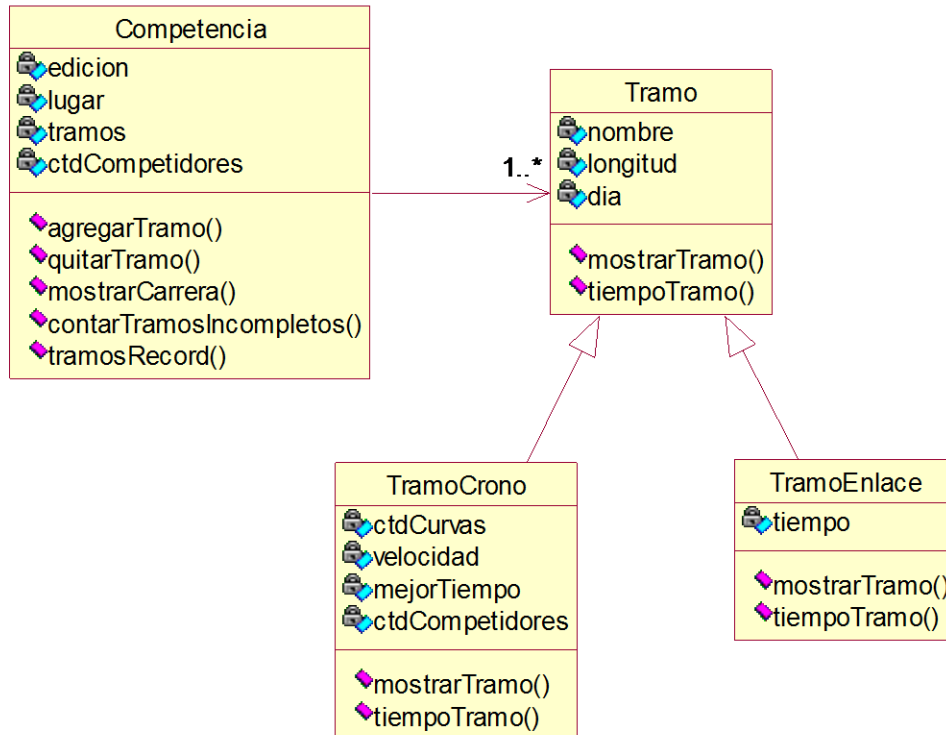 Competencia
edicion
lugar
tramos
ctdCompetidores
agregarTramo()
quitarTramo()
mostrarCarrera()
contarTramosIncompletos()
tramosRecord()
1..*
Tramo
nombre
longitud
dia
mostrarTramo()
tiempoTramo()
TramoCrono
ctdCurvas
velocidad
mejorTiempo
ctdCompetidores
mostrarTramo()
tiempoTramo()
TramoEnlace
tiempo
mostrarTramo()
tiempoTramo()